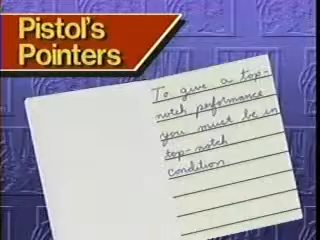 Pistol's
Pointers
To give a top-
notch performance
you must be in
top-notch
condition.